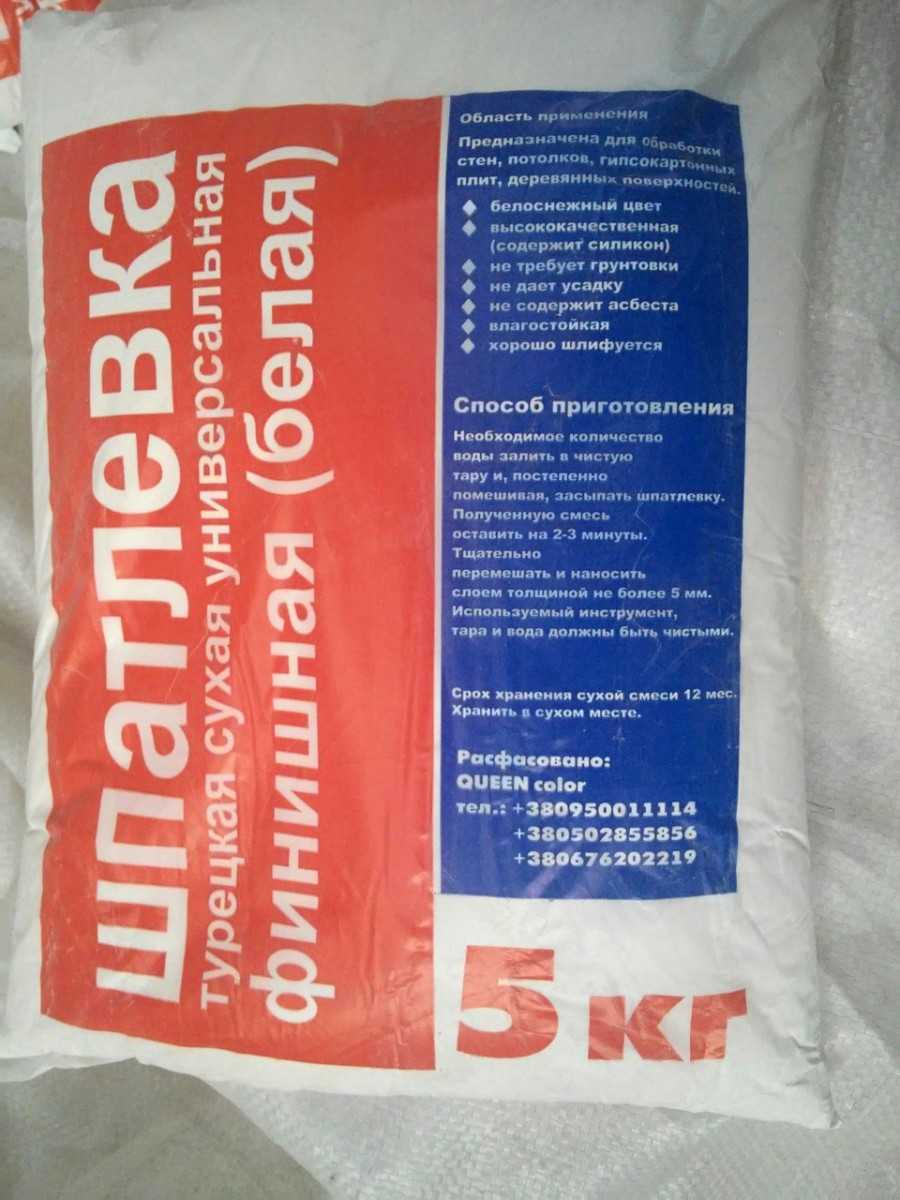 шпатлевка
турецкая сухая универсальная
финишная (белая)
Область применения
Предназначена для обработки
стен, потолков, гипсокартонных
плит, деревянных поверхностей.
белоснежный цвет
высококачественная
(содержит силикон)
не требует грунтовки
не дает усадку
не содержит асбеста
влагостойкая
хорошо шлифуется
Способ приготовления
Необходимое количество
воды залить в чистую
тару и, постепенно
помешивая, засыпать шпатлевку.
Полученную смесь
оставить на 2-3 минуты.
Тщательно
перемешать и наносить
слоем толщиной не более 5 мм.
Используемый инструмент,
тара и вода должны быть чистыми.
Срок хранения сухой смеси 12 мес.
Хранить в сухом месте.
Расфасовано:
QUEEN color
тел.: +380950011114
+380502855856
+380676202219
5 кг